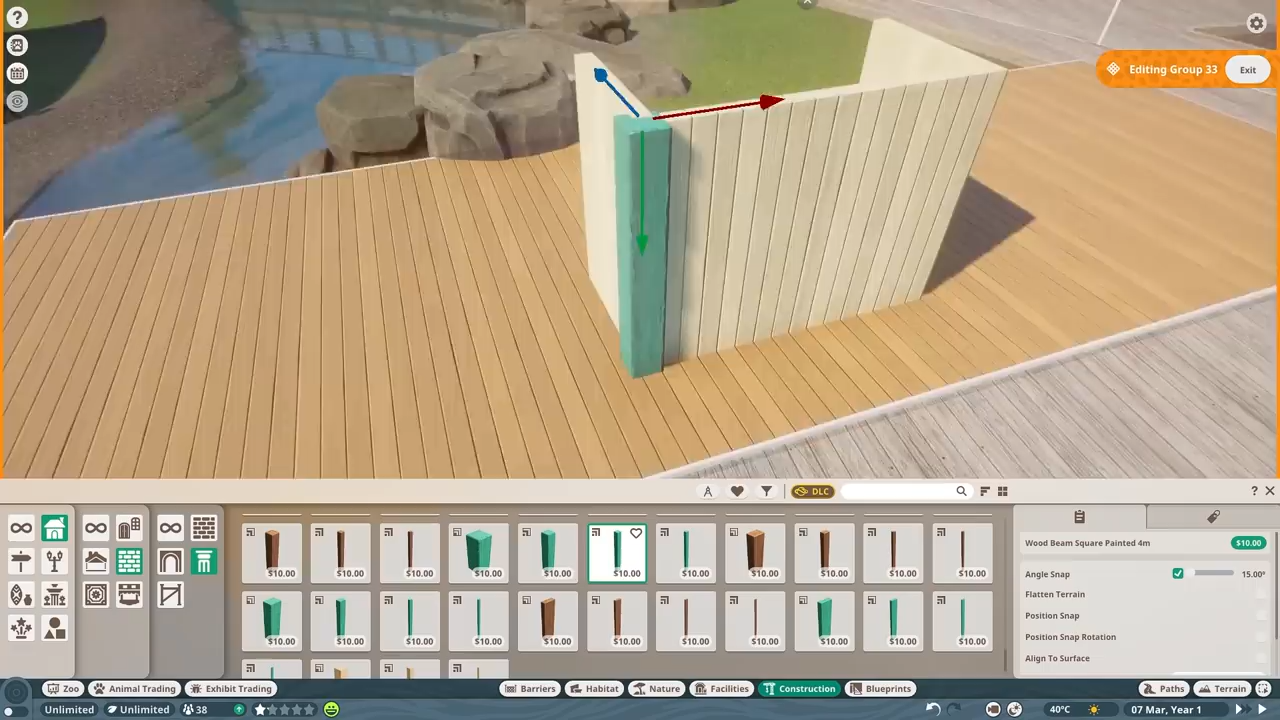 ?
Editing Group 33
Exit
DLC
? ×
$10.00 $10.00 $10.00 $10.00 $10.00 $10.00 $10.00 $10.00 $10.00 $10.00 $10.00
$10.00 $10.00 $10.00 $10.00 $10.00 $10.00 $10.00 $10.00 $10.00 $10.00 $10.00
Wood Beam Square Painted 4m
$10.00
Angle Snap
15.00°
Flatten Terrain
Position Snap
Position Snap Rotation
Align To Surface
Zoo
Animal Trading
Exhibit Trading
Barriers
Habitat
Nature
Facilities
Construction
Blueprints
Paths
Terrain
Unlimited
Unlimited
38
40°C
07 Mar, Year 1